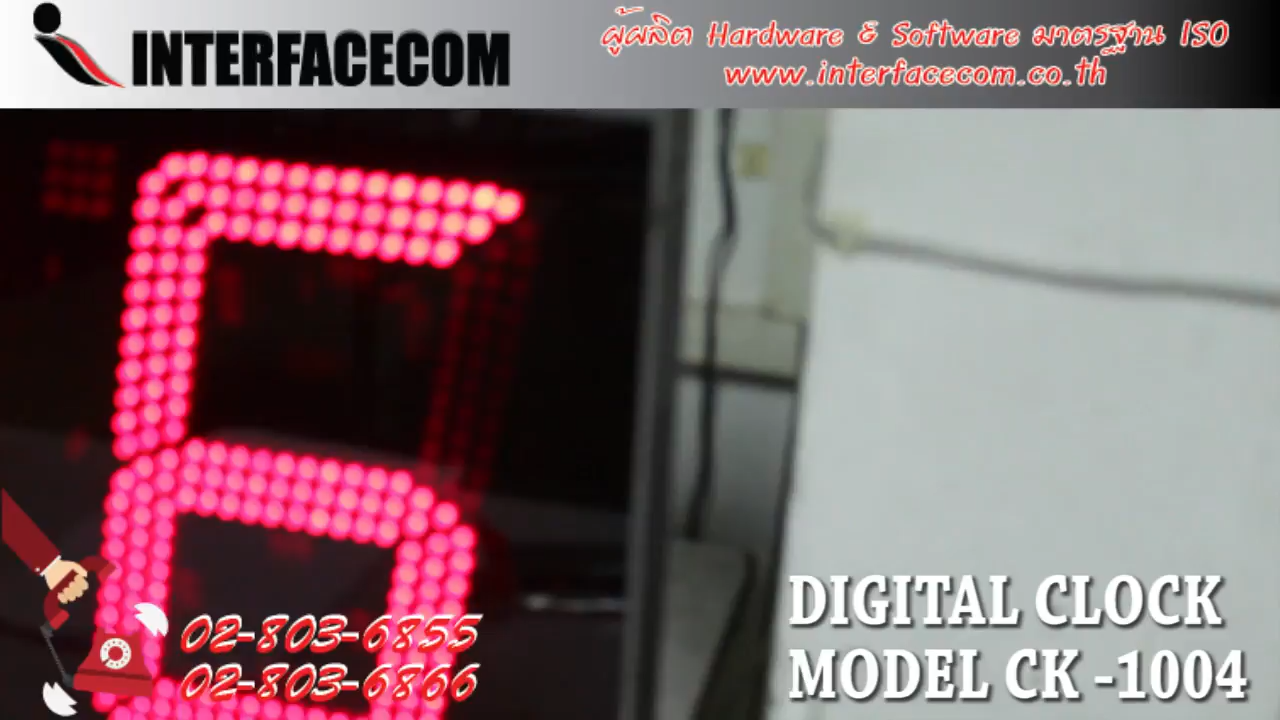 INTERFACECOM
ผู้ผลิต Hardware & Software มาตรฐาน ISO
www.interfacecom.co.th
6
02-803-6855
02-803-6866
DIGITAL CLOCK
MODEL CK -1004